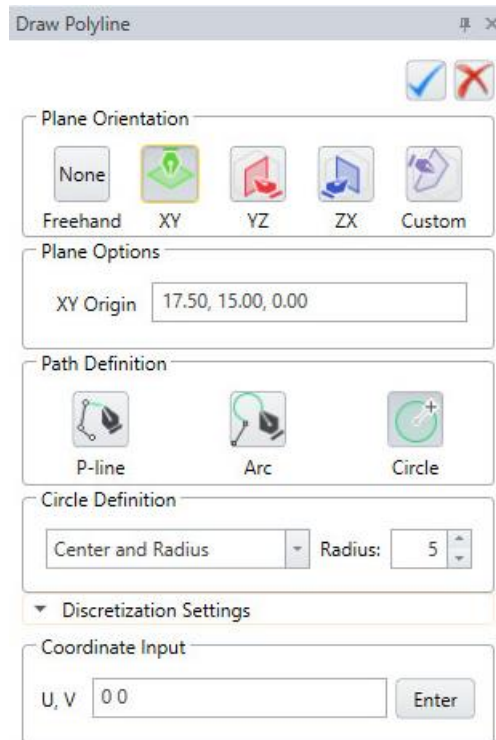 Draw Polyline
Plane Orientation
None
Freehand XY YZ ZX Custom
Plane Options
XY Origin 17.50, 15.00, 0.00
Path Definition
P-line Arc Circle
Circle Definition
Center and Radius Radius: 5
Discretization Settings
Coordinate Input
U, V 0 0 Enter